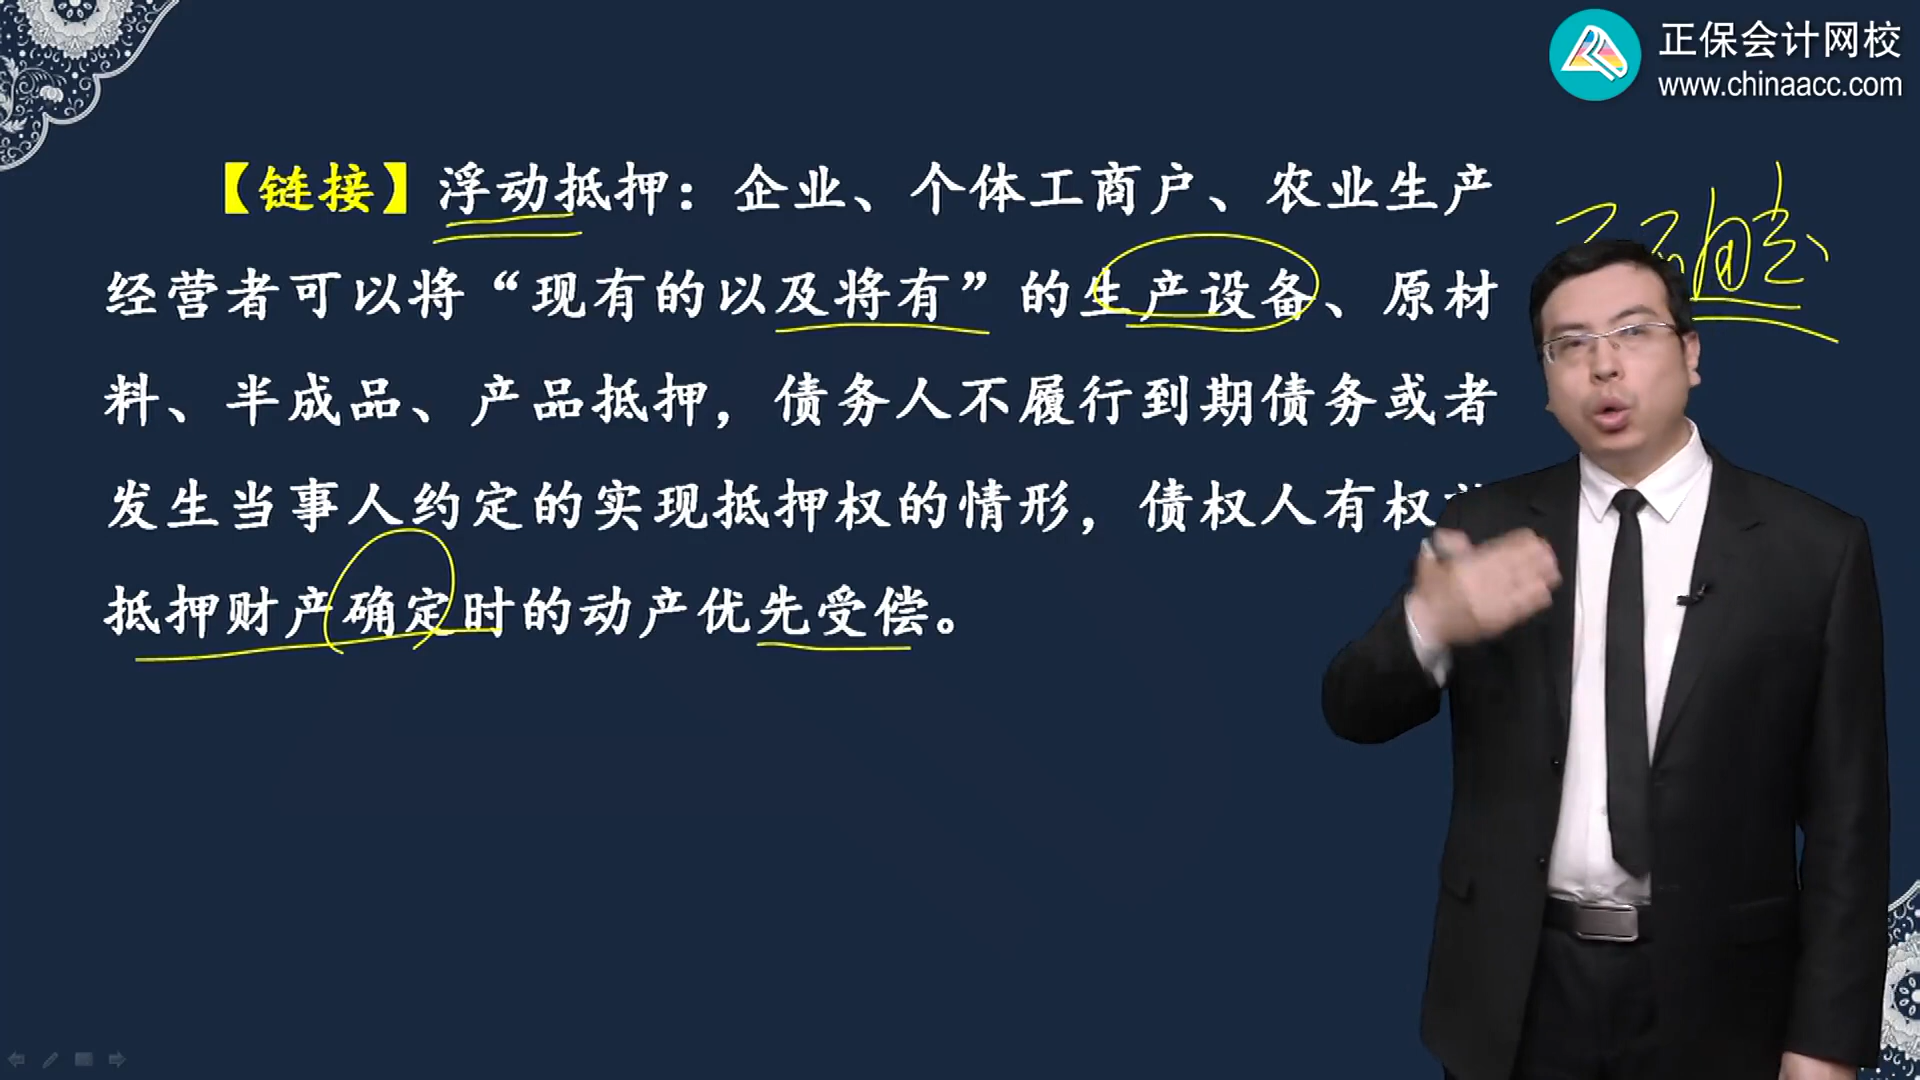 正保会计网校
www.chinaacc.com
【链接】浮动抵押：企业、个体工商户、农业生产
经营者可以将“现有的以及将有”的生产设备、原材
料、半成品、产品抵押，债务人不履行到期债务或者
发生当事人约定的实现抵押权的情形，债权人有权
抵押财产确定时的动产优先受偿。